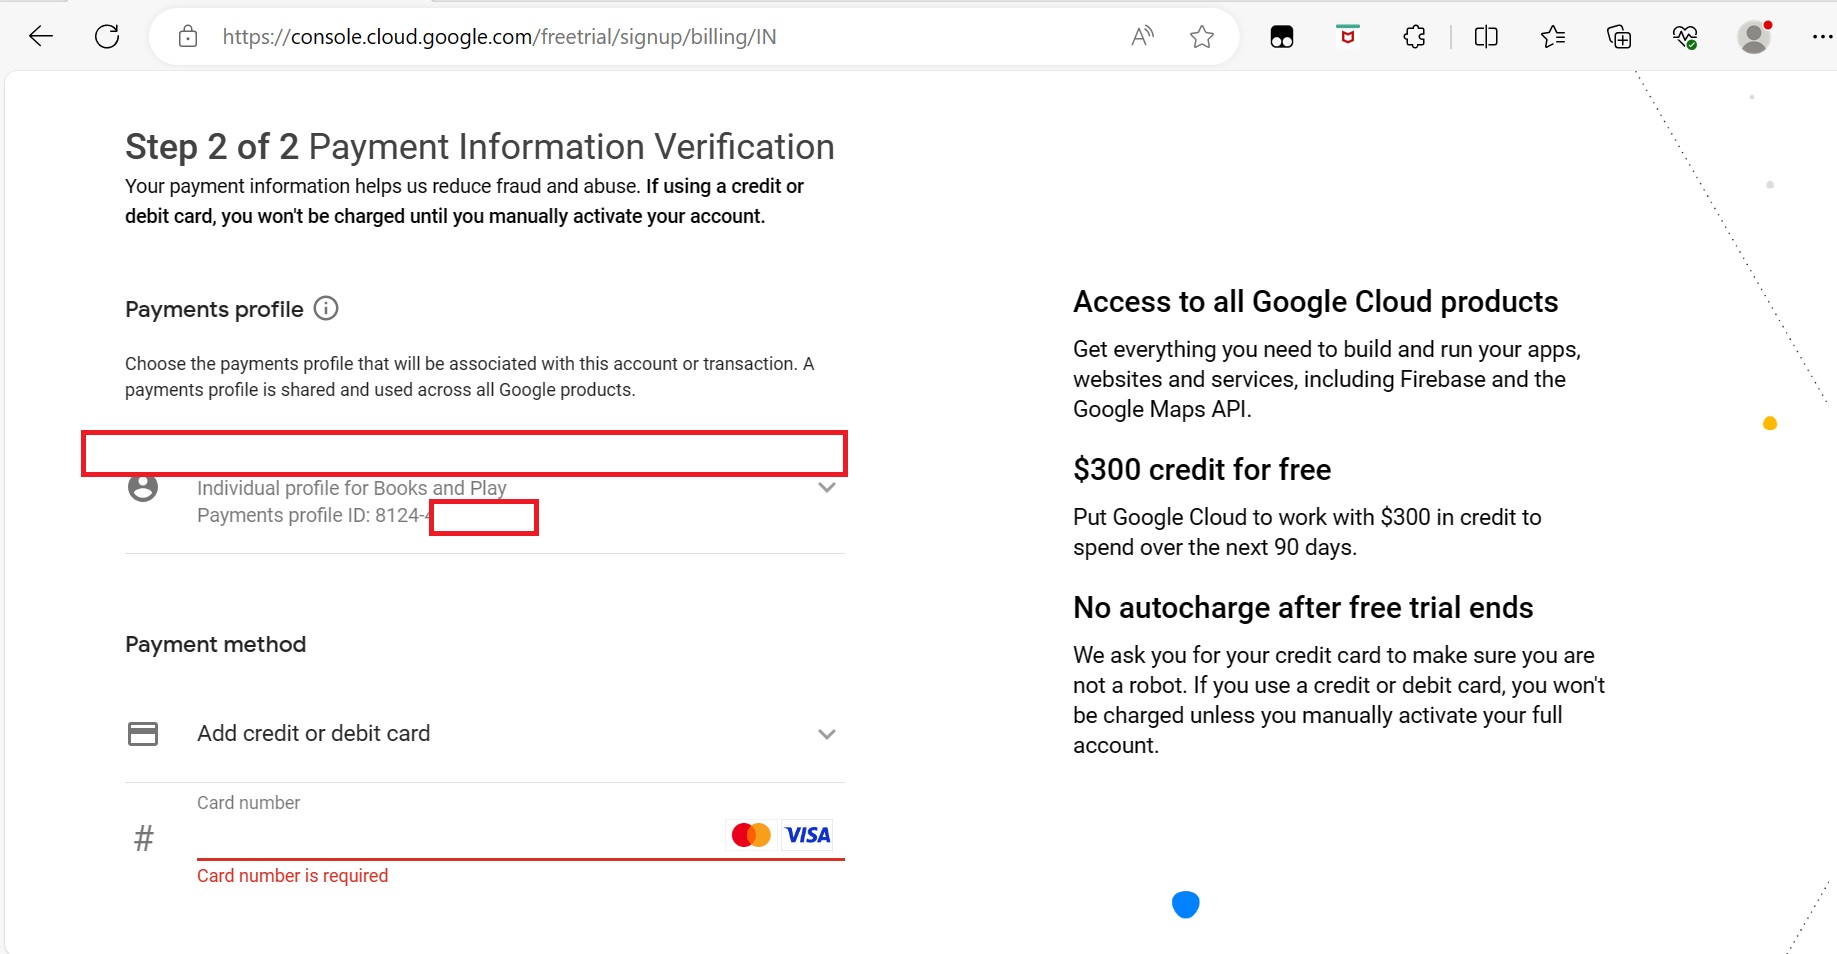 https://console.cloud.google.com/freetrial/signup/billing/IN
Step 2 of 2 Payment Information Verification
Your payment information helps us reduce fraud and abuse. If using a credit or
debit card, you won't be charged until you manually activate your account.
Payments profile
Choose the payments profile that will be associated with this account or transaction. A
payments profile is shared and used across all Google products.
Individual profile for Books and Play
Payments profile ID: 8124-
Payment method
Add credit or debit card
Card number
#
VISA
Card number is required
Access to all Google Cloud products
Get everything you need to build and run your apps,
websites and services, including Firebase and the
Google Maps API.
$300 credit for free
Put Google Cloud to work with $300 in credit to
spend over the next 90 days.
No autocharge after free trial ends
We ask you for your credit card to make sure you are
not a robot. If you use a credit or debit card, you won't
be charged unless you manually activate your full
account.